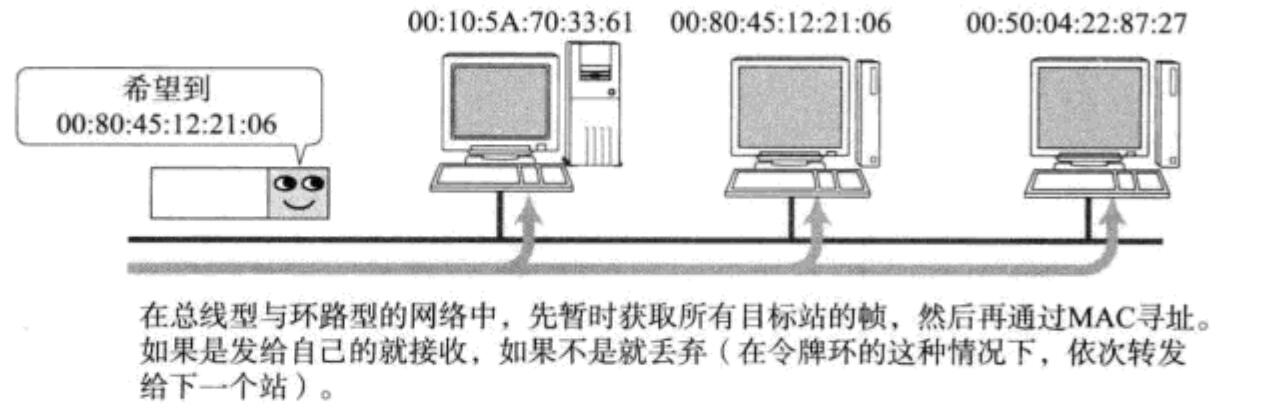 00:10:5A:70:33:61 00:80:45:12:21:06 00:50:04:22:87:27
希望到
00:80:45:12:21:06
在总线型与环路型的网络中，先暂时获取所有目标站的帧，然后再通过MAC寻址。
如果是发给自己的就接收，如果不是就丢弃（在令牌环的这种情况下，依次转发
给下一个站）。